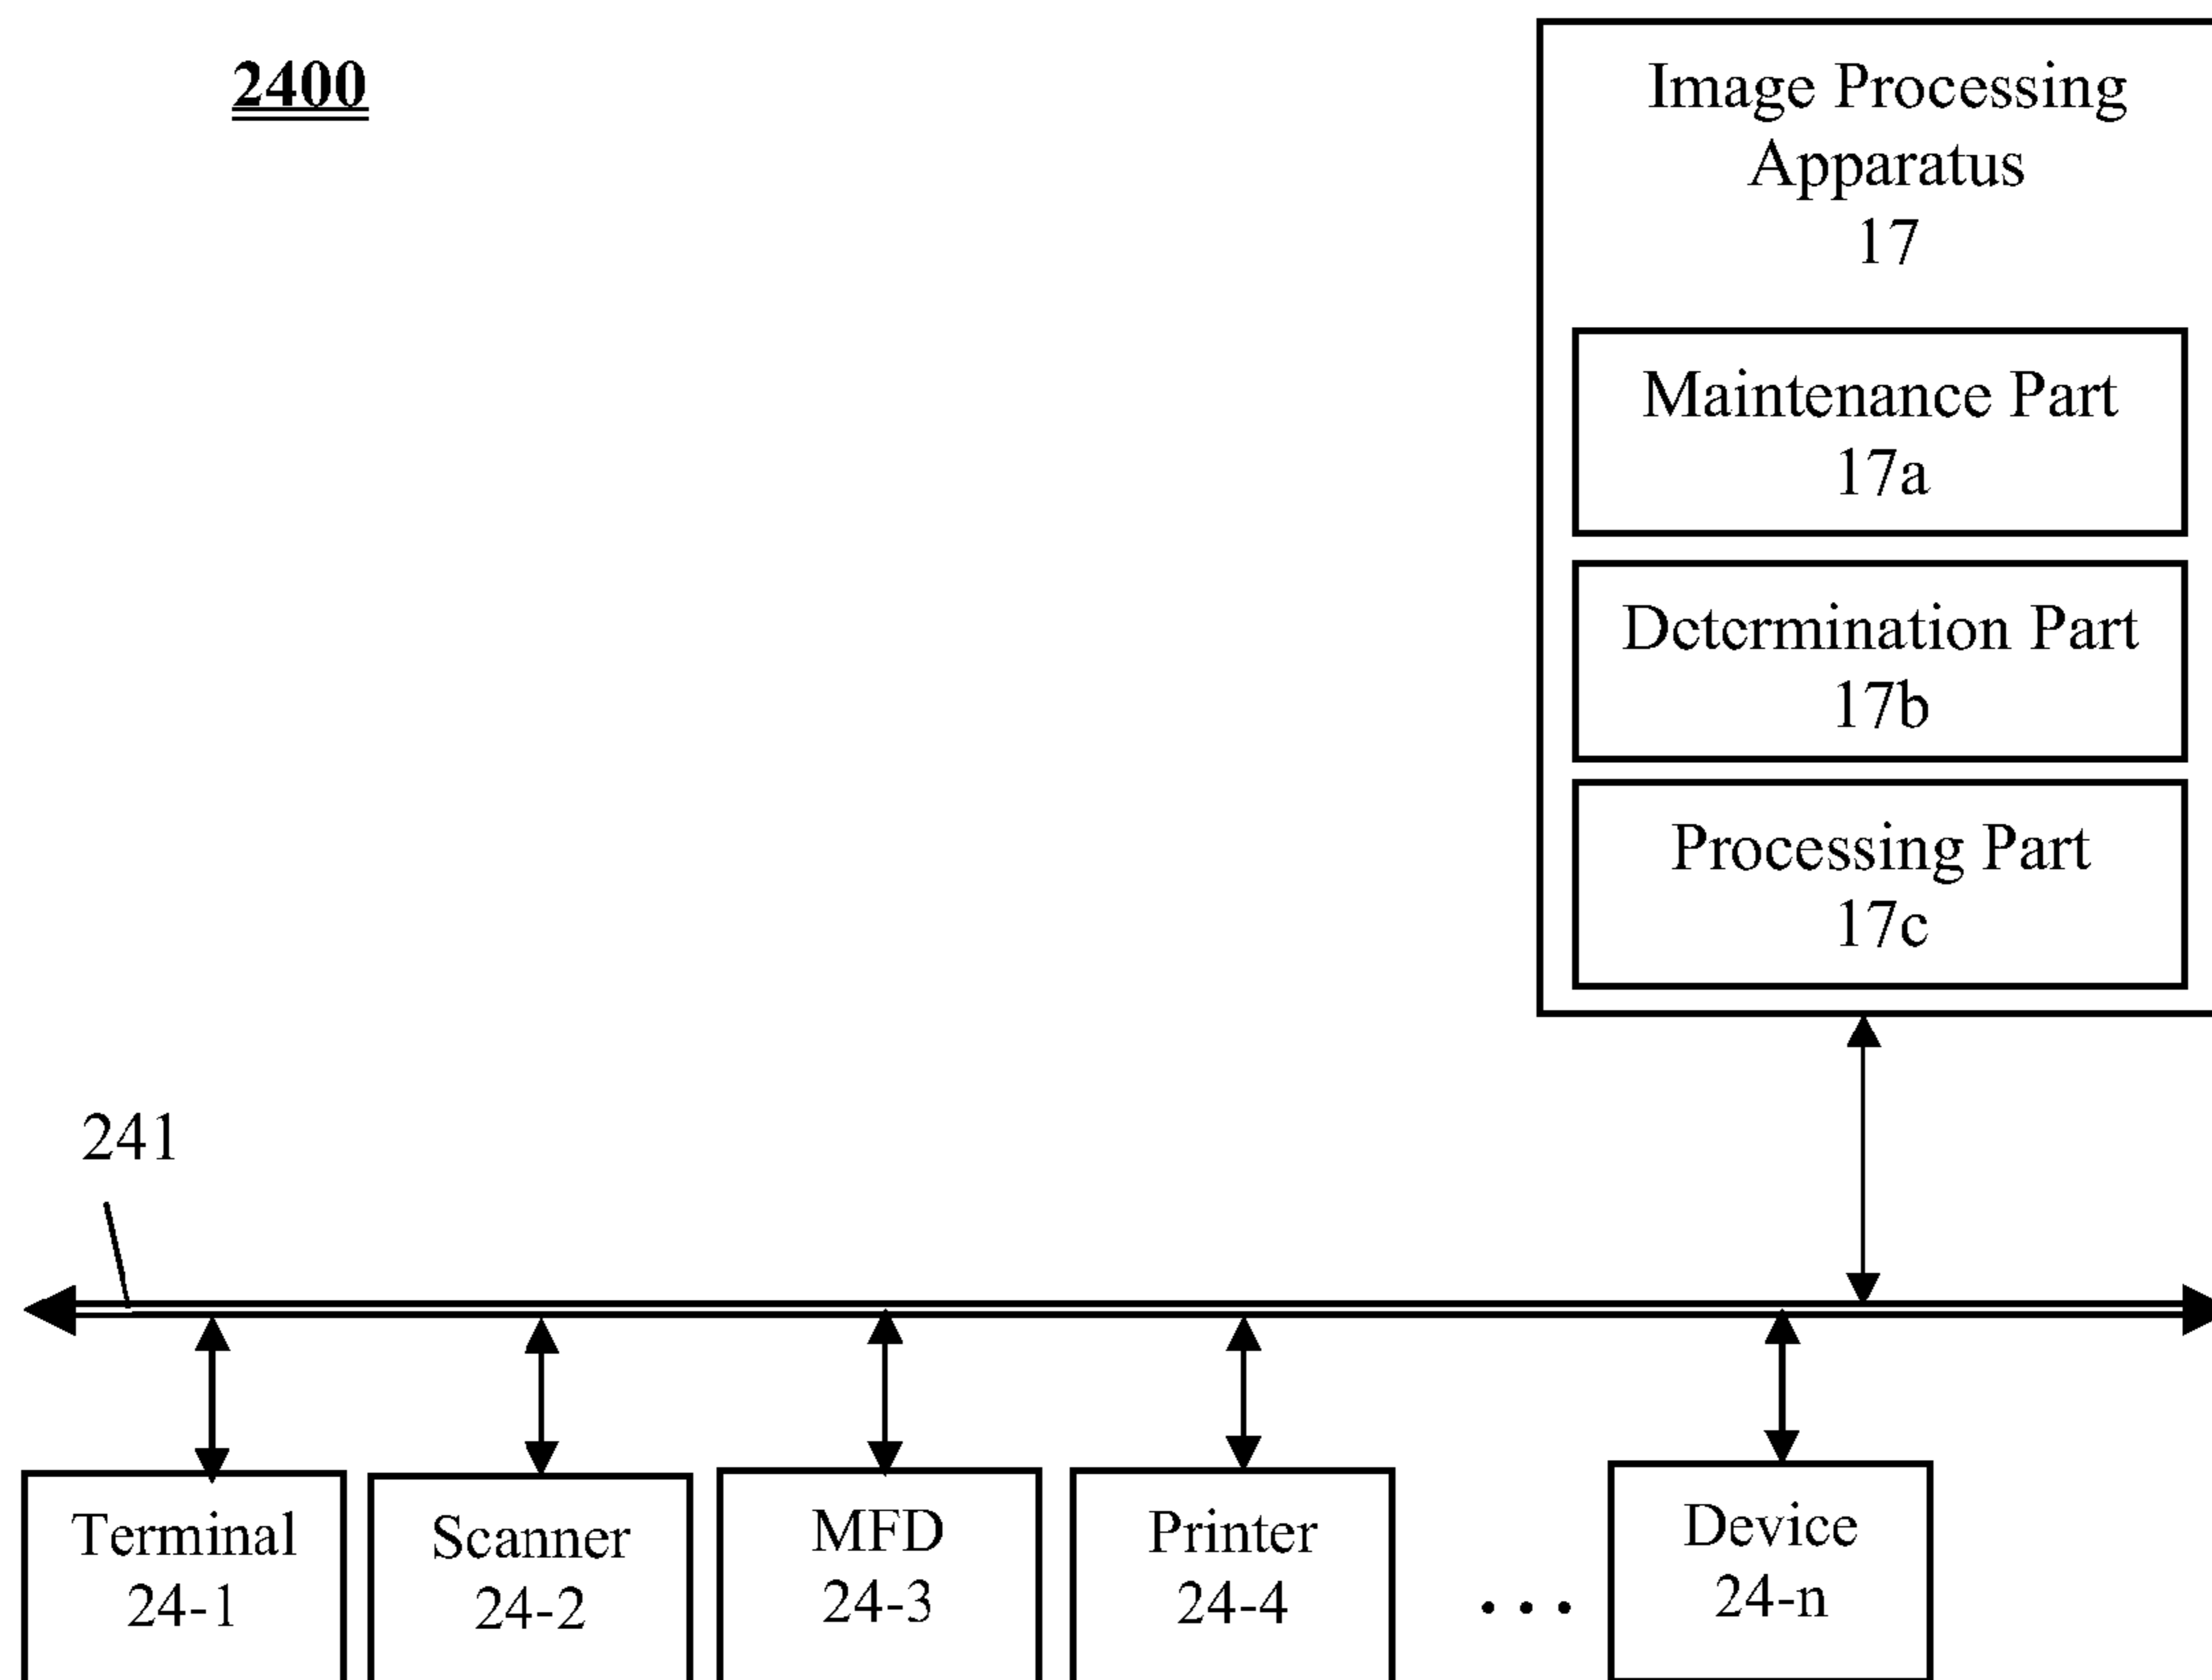 2400
Image Processing
Apparatus
17
Maintenance Part
17a
Determination Part
17b
Processing Part
17c
241
Terminal
24-1
Scanner
24-2
MFD
24-3
Printer
24-4
. . .
Device
24-n